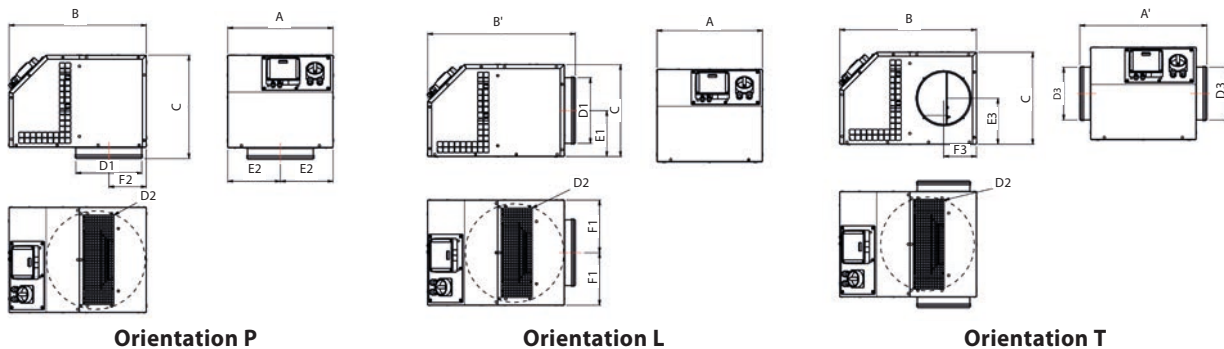 B
A
C
D1
F2
E2
E2
D2
Orientation P
B'
A
D1
E1
C
D2
F1
F1
Orientation L
B
A'
C
E3
F3
D3
D3
D2
Orientation T